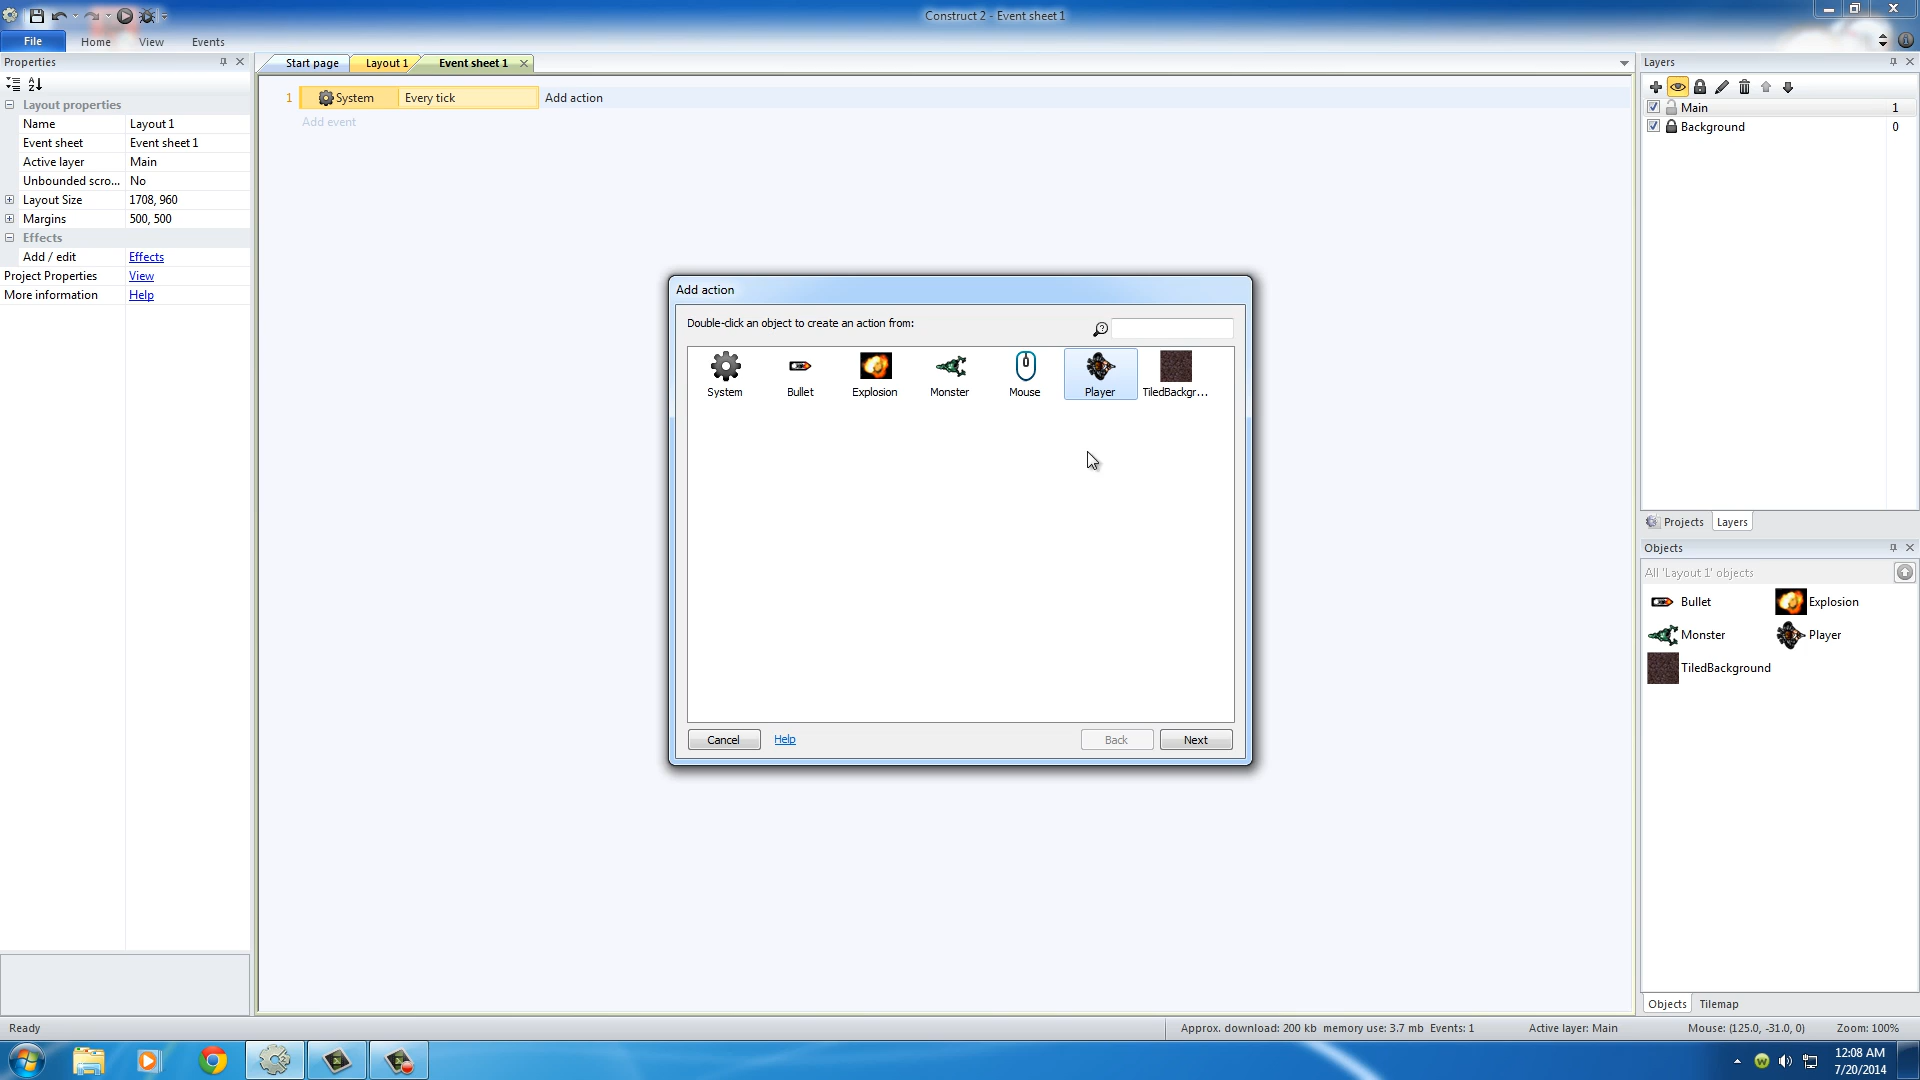 Construct 2 - Event sheet 1
File Home View Events
Properties
Layout properties
Name Layout 1
Event sheet Event sheet 1
Active layer Main
Unbounded scro... No
Layout Size 1708, 960
Margins 500, 500
Effects
Add / edit Effects
Project Properties View
More information Help
Start page Layout 1 Event sheet 1
1 System Every tick Add action
Add event
Add action
Double-click an object to create an action from:
System Bullet Explosion Monster Mouse Player TiledBackgr...
Cancel Help Back Next
Layers
Main 1
Background 0
Projects Layers
Objects
All 'Layout 1' objects
Bullet Explosion
Monster Player
TiledBackground
Objects Tilemap
Ready Approx. download: 200 kb memory use: 3.7 mb Events: 1 Active layer: Main Mouse: (125.0, -31.0, 0) Zoom: 100%
12:08 AM
7/20/2014